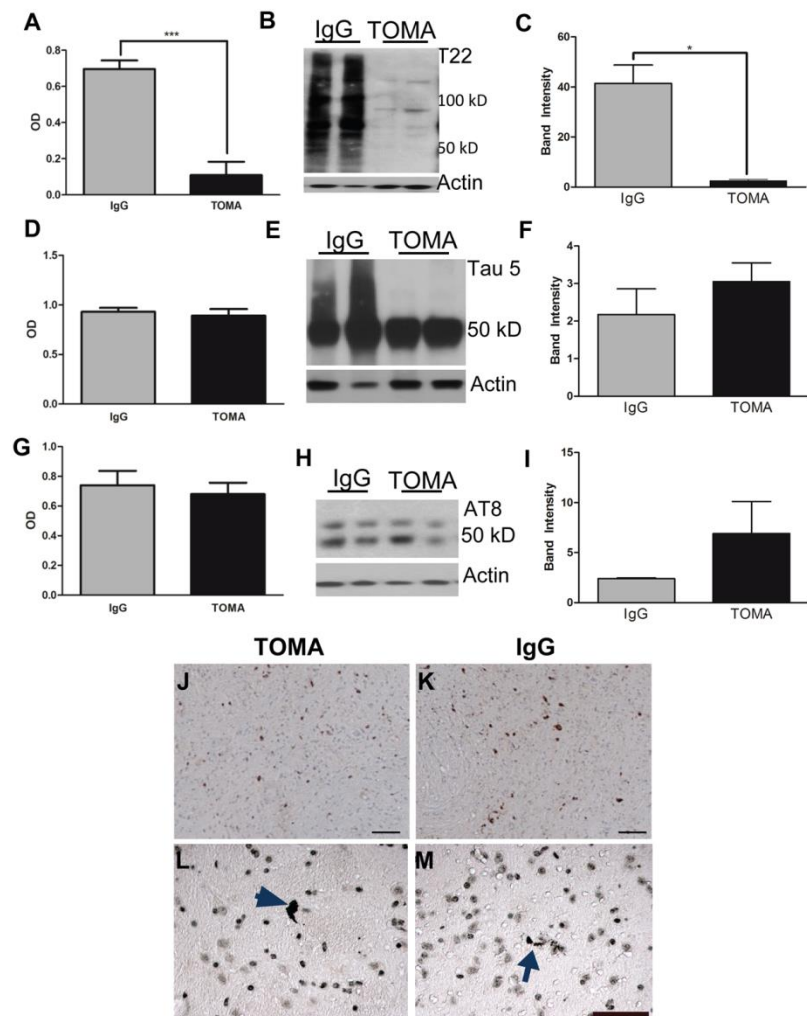 A
***
OD
0.8
0.6
0.4
0.2
0.0
IgG
TOMA
B
IgG TOMA
T22
100 kD
50 kD
Actin
C
*
Band Intensity
60
40
20
0
IgG
TOMA
D
OD
1.5
1.0
0.5
0.0
IgG
TOMA
E
IgG TOMA
Tau 5
50 kD
Actin
F
Band Intensity
4
3
2
1
0
IgG
TOMA
G
OD
1.0
0.8
0.6
0.4
0.2
0.0
IgG
TOMA
H
IgG TOMA
AT8
50 kD
Actin
I
Band Intensity
15
10
5
0
IgG
TOMA
TOMA
IgG
J
K
L
M